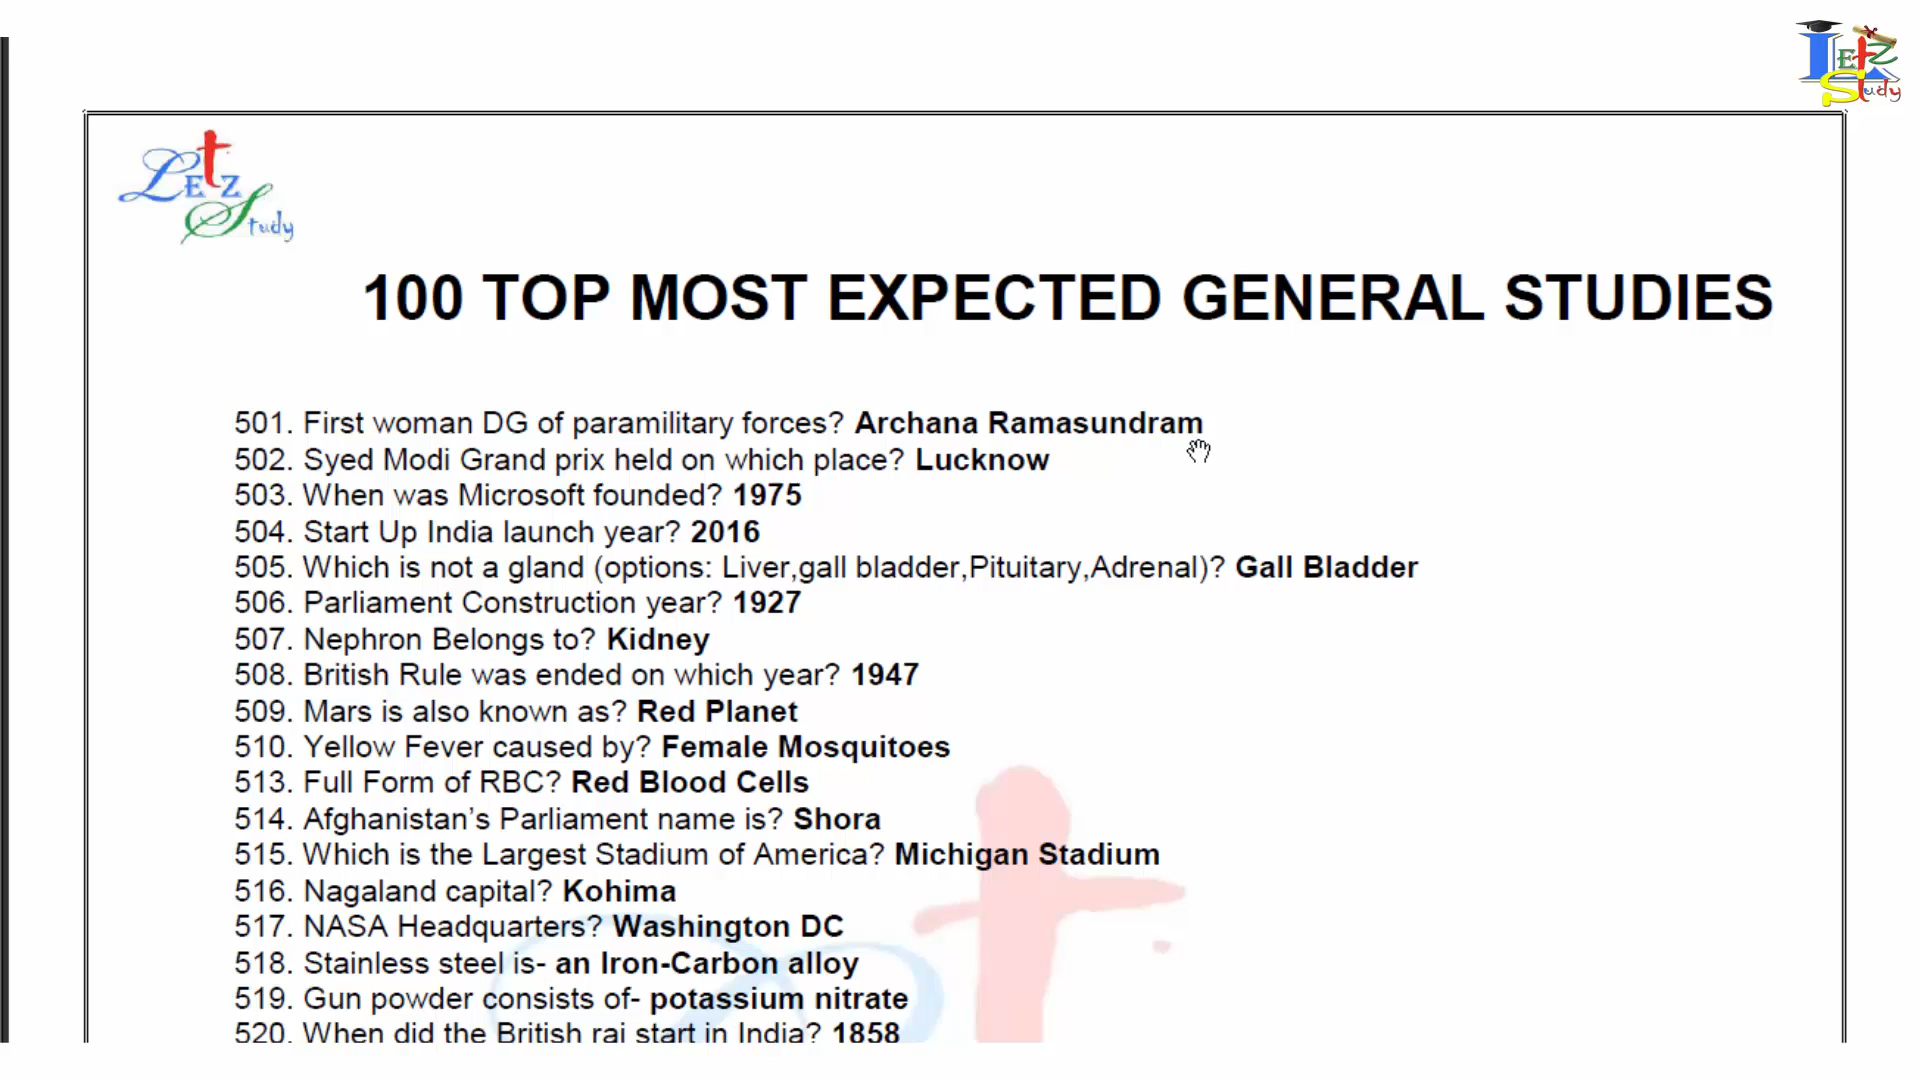 LEtZ Study
LEtZ Study
100 TOP MOST EXPECTED GENERAL STUDIES
501. First woman DG of paramilitary forces? Archana Ramasundram
502. Syed Modi Grand prix held on which place? Lucknow
503. When was Microsoft founded? 1975
504. Start Up India launch year? 2016
505. Which is not a gland (options: Liver,gall bladder,Pituitary,Adrenal)? Gall Bladder
506. Parliament Construction year? 1927
507. Nephron Belongs to? Kidney
508. British Rule was ended on which year? 1947
509. Mars is also known as? Red Planet
510. Yellow Fever caused by? Female Mosquitoes
513. Full Form of RBC? Red Blood Cells
514. Afghanistan’s Parliament name is? Shora
515. Which is the Largest Stadium of America? Michigan Stadium
516. Nagaland capital? Kohima
517. NASA Headquarters? Washington DC
518. Stainless steel is- an Iron-Carbon alloy
519. Gun powder consists of- potassium nitrate
520. When did the British raj start in India? 1858